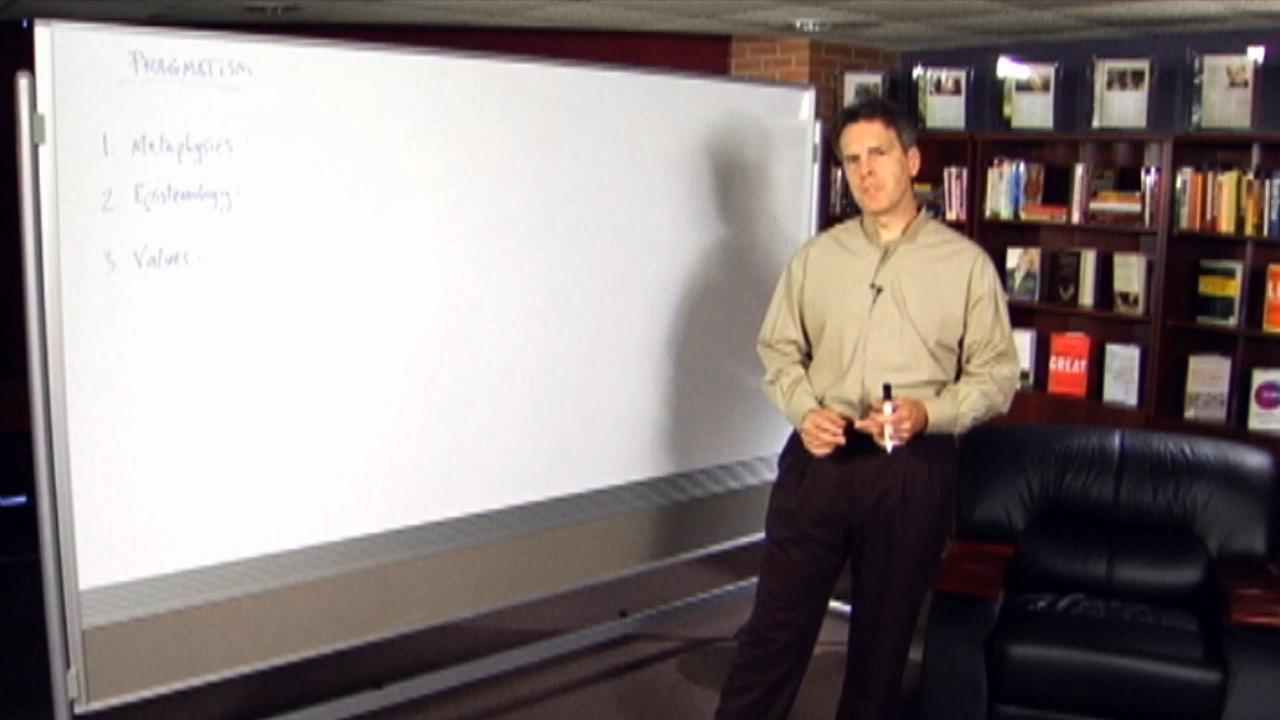 PRAGMATISM
1. Metaphysics
2. Epistemology
3. Values
GREAT